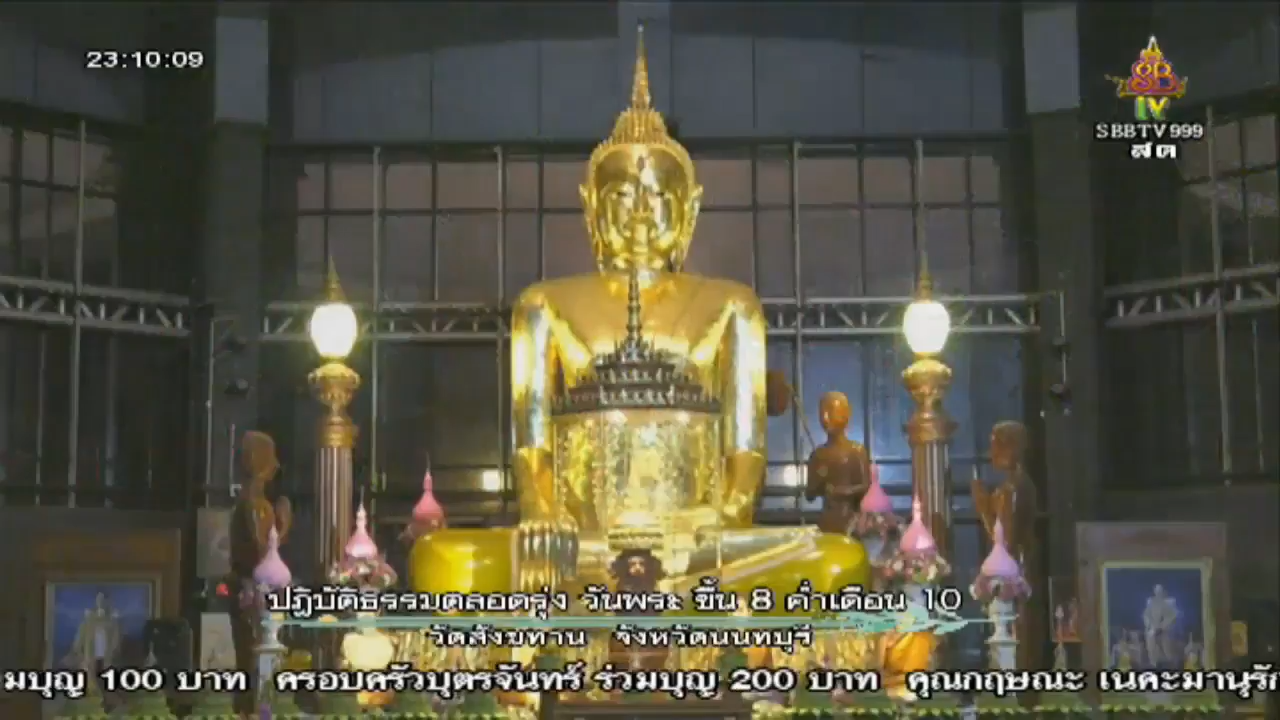 23:10:09
SBBTV999
สด
ปฏิบัติธรรมตลอดรุ่ง วันพระ ขึ้น 8 ค่ำเดือน 10
วัดสังฆทาน จังหวัดนนทบุรี
มบุญ 100 บาท ครอบครัวบุตรจันทร์ ร่วมบุญ 200 บาท คุณกฤษณะ เนคะมานุรัก